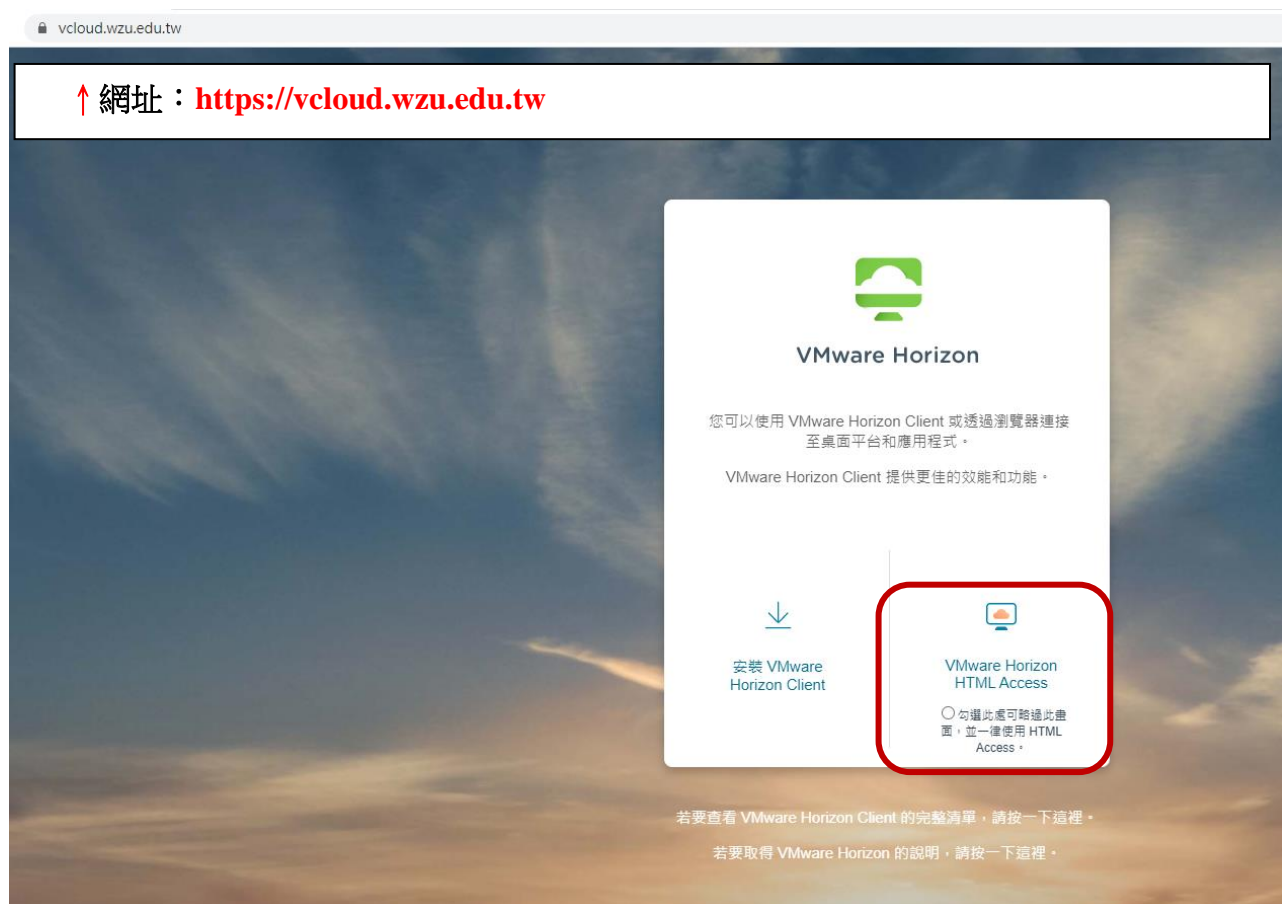 vcloud.wzu.edu.tw
↑網址：https://vcloud.wzu.edu.tw
VMware Horizon
您可以使用 VMware Horizon Client 或透過瀏覽器連接
至桌面平台和應用程式。
VMware Horizon Client 提供更佳的效能和功能。
安裝 VMware
Horizon Client
VMware Horizon
HTML Access
勾選此處可略過此畫
面，並一律使用 HTML
Access。
若要查看 VMware Horizon Client 的完整清單，請按一下這裡。
若要取得 VMware Horizon 的說明，請按一下這裡。